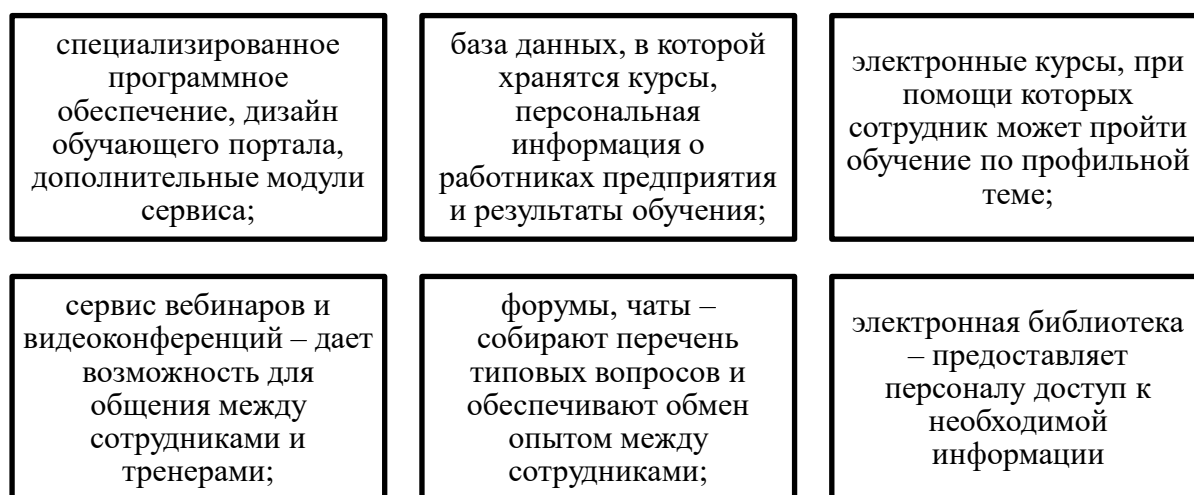 специализированное
программное
обеспечение, дизайн
обучающего портала,
дополнительные модули
сервиса;
база данных, в которой
хранятся курсы,
персональная
информация о
работниках предприятия
и результаты обучения;
электронные курсы, при
помощи которых
сотрудник может пройти
обучение по профильной
теме;
сервис вебинаров и
видеоконференций – дает
возможность для
общения между
сотрудниками и
тренерами;
форумы, чаты –
собирают перечень
типовых вопросов и
обеспечивают обмен
опытом между
сотрудниками;
электронная библиотека
– предоставляет
персоналу доступ к
необходимой
информации